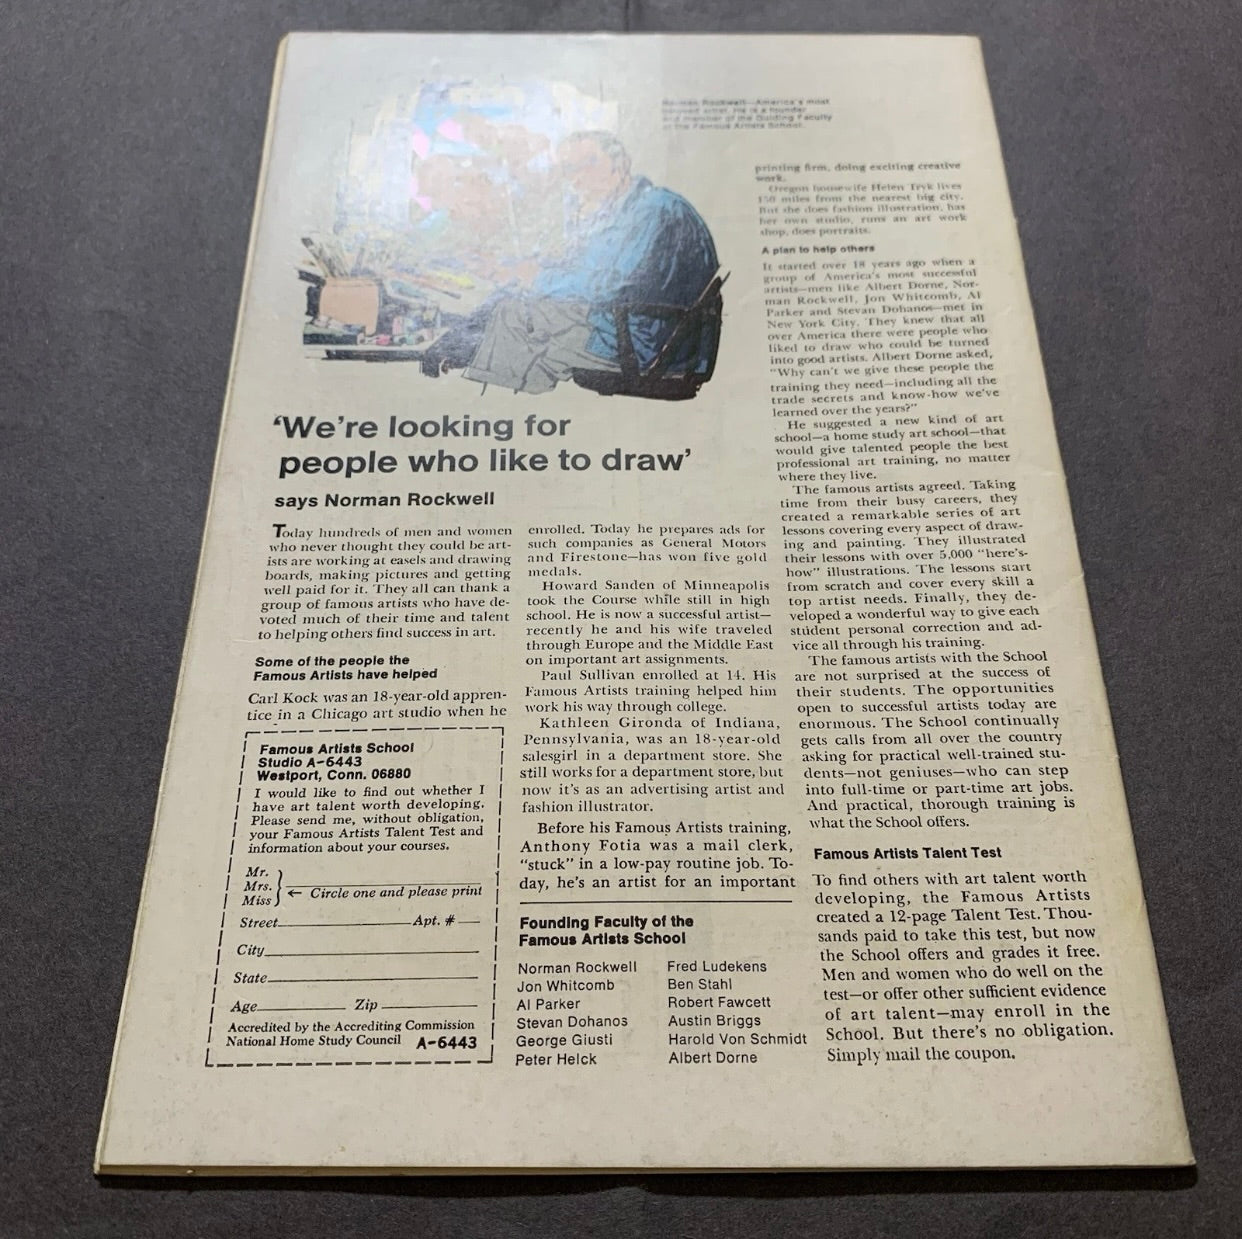 Norman Rockwell—America's most
beloved artist. He is a founder
and member of the Guiding Faculty
of the Famous Artists School.
'We're looking for
people who like to draw'
says Norman Rockwell
Today hundreds of men and women
who never thought they could be art-
ists are working at easels and drawing
boards, making pictures and getting
well paid for it. They all can thank a
group of famous artists who have de-
voted much of their time and talent
to helping others find success in art.
Some of the people the
Famous Artists have helped
Carl Kock was an 18-year-old appren-
tice in a Chicago art studio when he
enrolled. Today he prepares ads for
such companies as General Motors
and Firestone—has won five gold
medals.
Howard Sanden of Minneapolis
took the Course while still in high
school. He is now a successful artist—
recently he and his wife traveled
through Europe and the Middle East
on important art assignments.
Paul Sullivan enrolled at 14. His
Famous Artists training helped him
work his way through college.
Kathleen Gironda of Indiana,
Pennsylvania, was an 18-year-old
salesgirl in a department store. She
still works for a department store, but
now it's as an advertising artist and
fashion illustrator.
Before his Famous Artists training,
Anthony Fotia was a mail clerk,
"stuck" in a low-pay routine job. To-
day, he's an artist for an important
printing firm, doing exciting creative
work.
Oregon housewife Helen Tryk lives
150 miles from the nearest big city.
But she does fashion illustration, has
her own studio, runs an art work
shop, does portraits.
A plan to help others
It started over 18 years ago when a
group of America's most successful
artists—men like Albert Dorne, Nor-
man Rockwell, Jon Whitcomb, Al
Parker and Stevan Dohanos—met in
New York City. They knew that all
over America there were people who
liked to draw who could be turned
into good artists. Albert Dorne asked,
"Why can't we give these people the
training they need—including all the
trade secrets and know-how we've
learned over the years?"
He suggested a new kind of art
school—a home study art school—that
would give talented people the best
professional art training, no matter
where they live.
The famous artists agreed. Taking
time from their busy careers, they
created a remarkable series of art
lessons covering every aspect of draw-
ing and painting. They illustrated
their lessons with over 5,000 "here's-
how" illustrations. The lessons start
from scratch and cover every skill a
top artist needs. Finally, they de-
veloped a wonderful way to give each
student personal correction and ad-
vice all through his training.
The famous artists with the School
are not surprised at the success of
their students. The opportunities
open to successful artists today are
enormous. The School continually
gets calls from all over the country
asking for practical well-trained stu-
dents—not geniuses—who can step
into full-time or part-time art jobs.
And practical, thorough training is
what the School offers.
Famous Artists Talent Test
To find others with art talent worth
developing, the Famous Artists
created a 12-page Talent Test. Thou-
sands paid to take this test, but now
the School offers and grades it free.
Men and women who do well on the
test—or offer other sufficient evidence
of art talent—may enroll in the
School. But there's no obligation.
Simply mail the coupon.
Famous Artists School
Studio A-6443
Westport, Conn. 06880
I would like to find out whether I
have art talent worth developing.
Please send me, without obligation,
your Famous Artists Talent Test and
information about your courses.
Mr.
Mrs.
Miss
← Circle one and please print
Street Apt. #
City
State
Age Zip
Accredited by the Accrediting Commission
National Home Study Council A-6443
Founding Faculty of the
Famous Artists School
Norman Rockwell
Jon Whitcomb
Al Parker
Stevan Dohanos
George Giusti
Peter Helck
Fred Ludekens
Ben Stahl
Robert Fawcett
Austin Briggs
Harold Von Schmidt
Albert Dorne